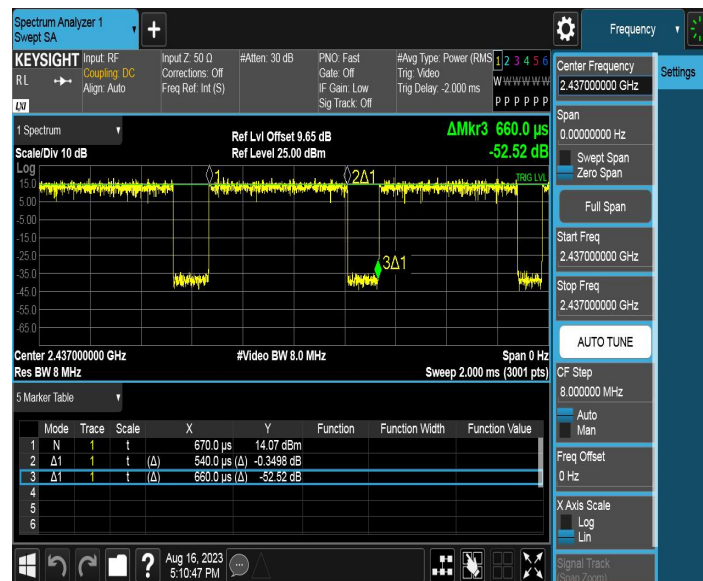 Spectrum Analyzer 1
Swept SA
+
Frequency
KEYSIGHT Input: RF Input Z: 50 Ω #Atten: 30 dB PNO: Fast #Avg Type: Power (RMS 1 2 3 4 5 6
RL Coupling: DC Corrections: Off Gate: Off Trig: Video
Align: Auto Freq Ref: Int (S) IF Gain: Low Trig Delay: -2.000 ms
Sig Track: Off
W W W W W W
P P P P P P
LXI
Center Frequency
2.437000000 GHz
Settings
1 Spectrum
Ref Lvl Offset 9.65 dB
ΔMkr3 660.0 µs
Scale/Div 10 dB
Ref Level 25.00 dBm
-52.52 dB
Log
15.0
5.00
-5.00
-15.0
-25.0
-35.0
-45.0
-55.0
-65.0
1
2Δ1
TRIG LVL
3Δ1
Center 2.437000000 GHz #Video BW 8.0 MHz Span 0 Hz
Res BW 8 MHz Sweep 2.000 ms (3001 pts)
Span
0.00000000 Hz
Swept Span
Zero Span
Full Span
Start Freq
2.437000000 GHz
Stop Freq
2.437000000 GHz
AUTO TUNE
CF Step
8.000000 MHz
Auto
Man
Freq Offset
0 Hz
X Axis Scale
Log
Lin
Signal Track
(Span Zoom)
5 Marker Table
Mode Trace Scale X Y Function Function Width Function Value
1 N 1 t 670.0 µs 14.07 dBm
2 Δ1 1 t (Δ) 540.0 µs (Δ) -0.3498 dB
3 Δ1 1 t (Δ) 660.0 µs (Δ) -52.52 dB
4
5
6
?
Aug 16, 2023
5:10:47 PM